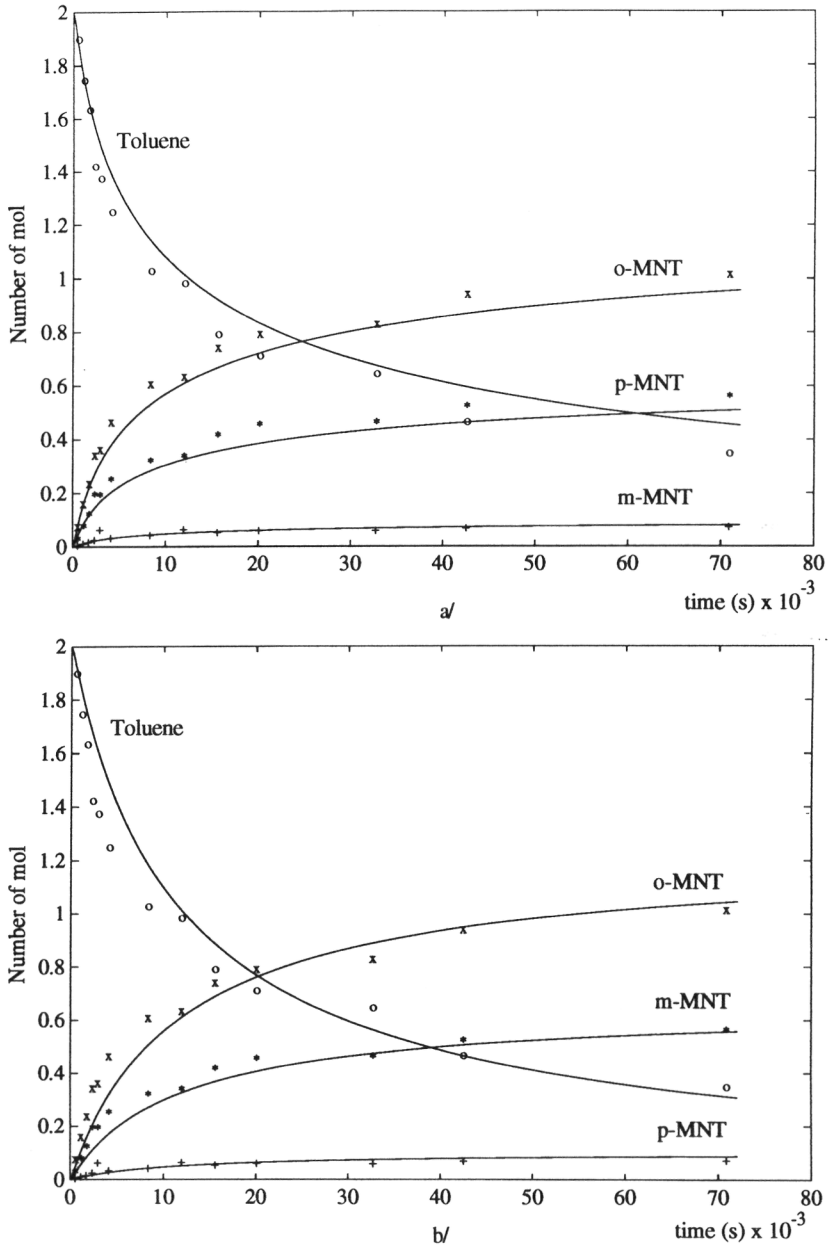 2
1.8
1.6
1.4
1.2
1
0.8
0.6
0.4
0.2
0
Number of mol
Toluene
o-MNT
p-MNT
m-MNT
0 10 20 30 40 50 60 70 80
time (s) x 10⁻³
a/
2
1.8
1.6
1.4
1.2
1
0.8
0.6
0.4
0.2
0
Number of mol
Toluene
o-MNT
m-MNT
p-MNT
0 10 20 30 40 50 60 70 80
time (s) x 10⁻³
b/